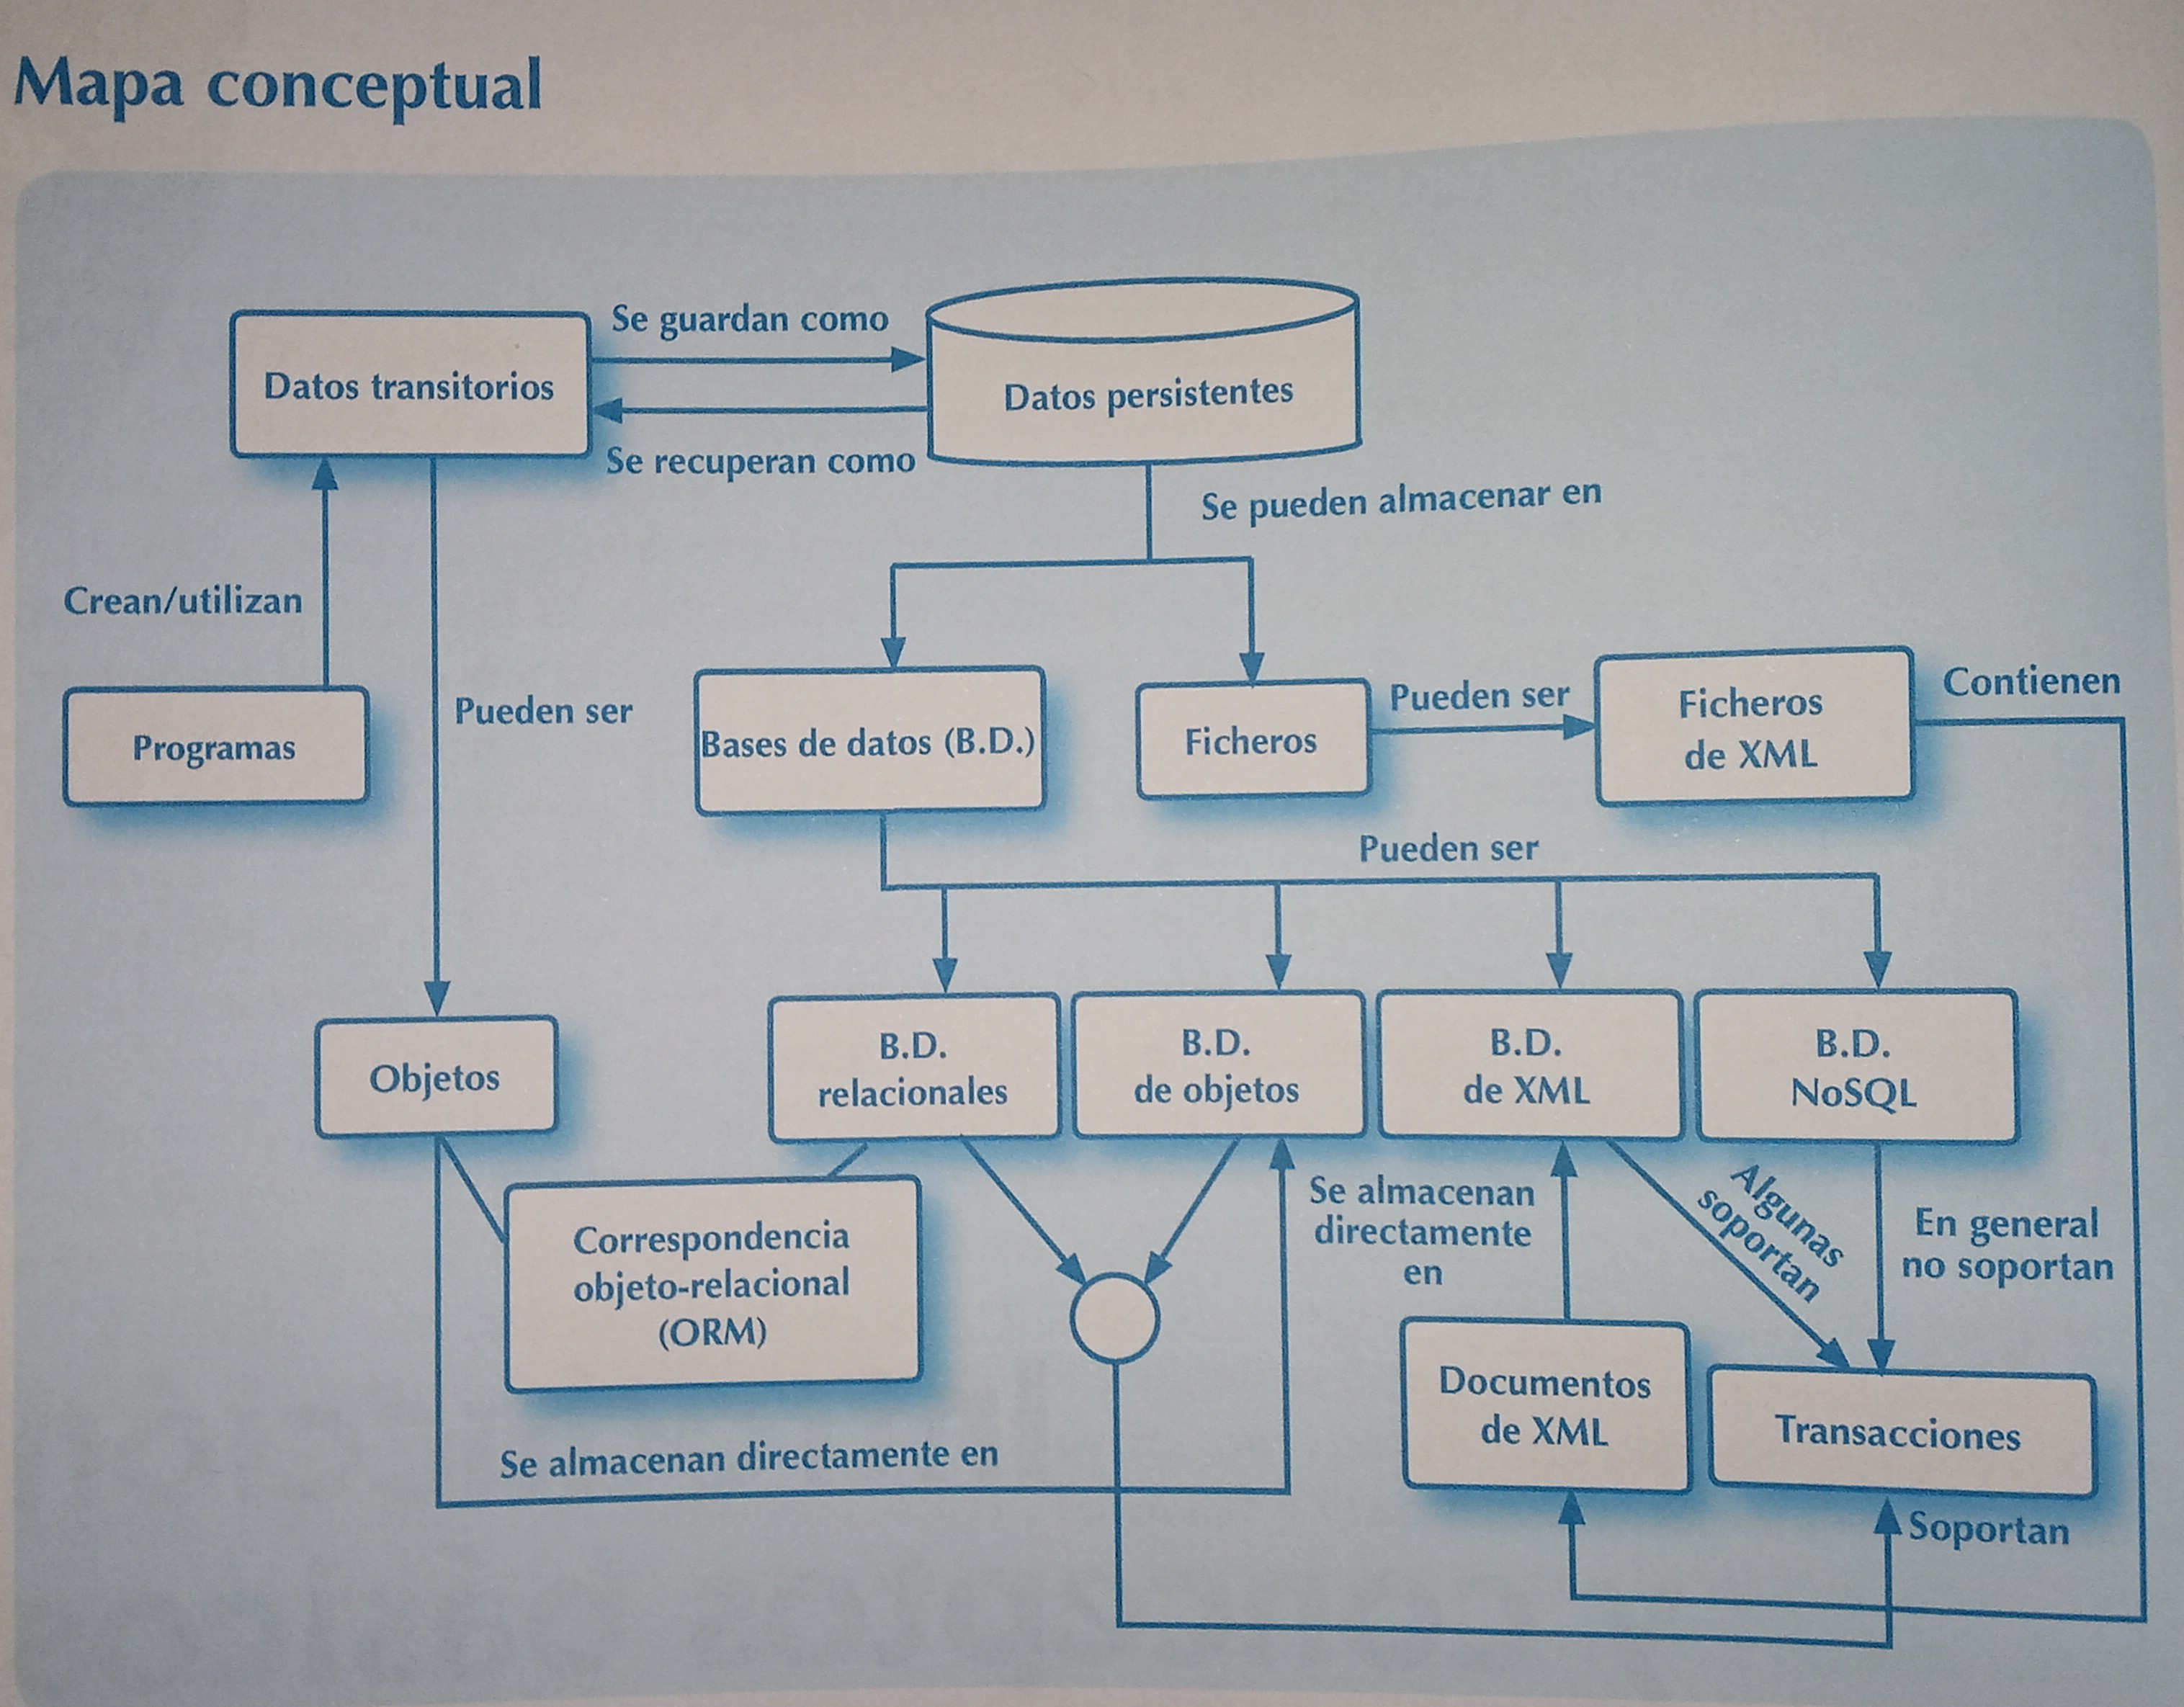 Mapa conceptual
Se guardan como
Datos transitorios
Datos persistentes
Se recuperan como
Se pueden almacenar en
Crean/utilizan
Programas
Pueden ser
Bases de datos (B.D.)
Ficheros
Pueden ser
Ficheros
de XML
Contienen
Pueden ser
Objetos
B.D.
relacionales
B.D.
de objetos
B.D.
de XML
B.D.
NoSQL
Correspondencia
objeto-relacional
(ORM)
Se almacenan
directamente
en
Algunas
soportan
En general
no soportan
Documentos
de XML
Transacciones
Se almacenan directamente en
Soportan